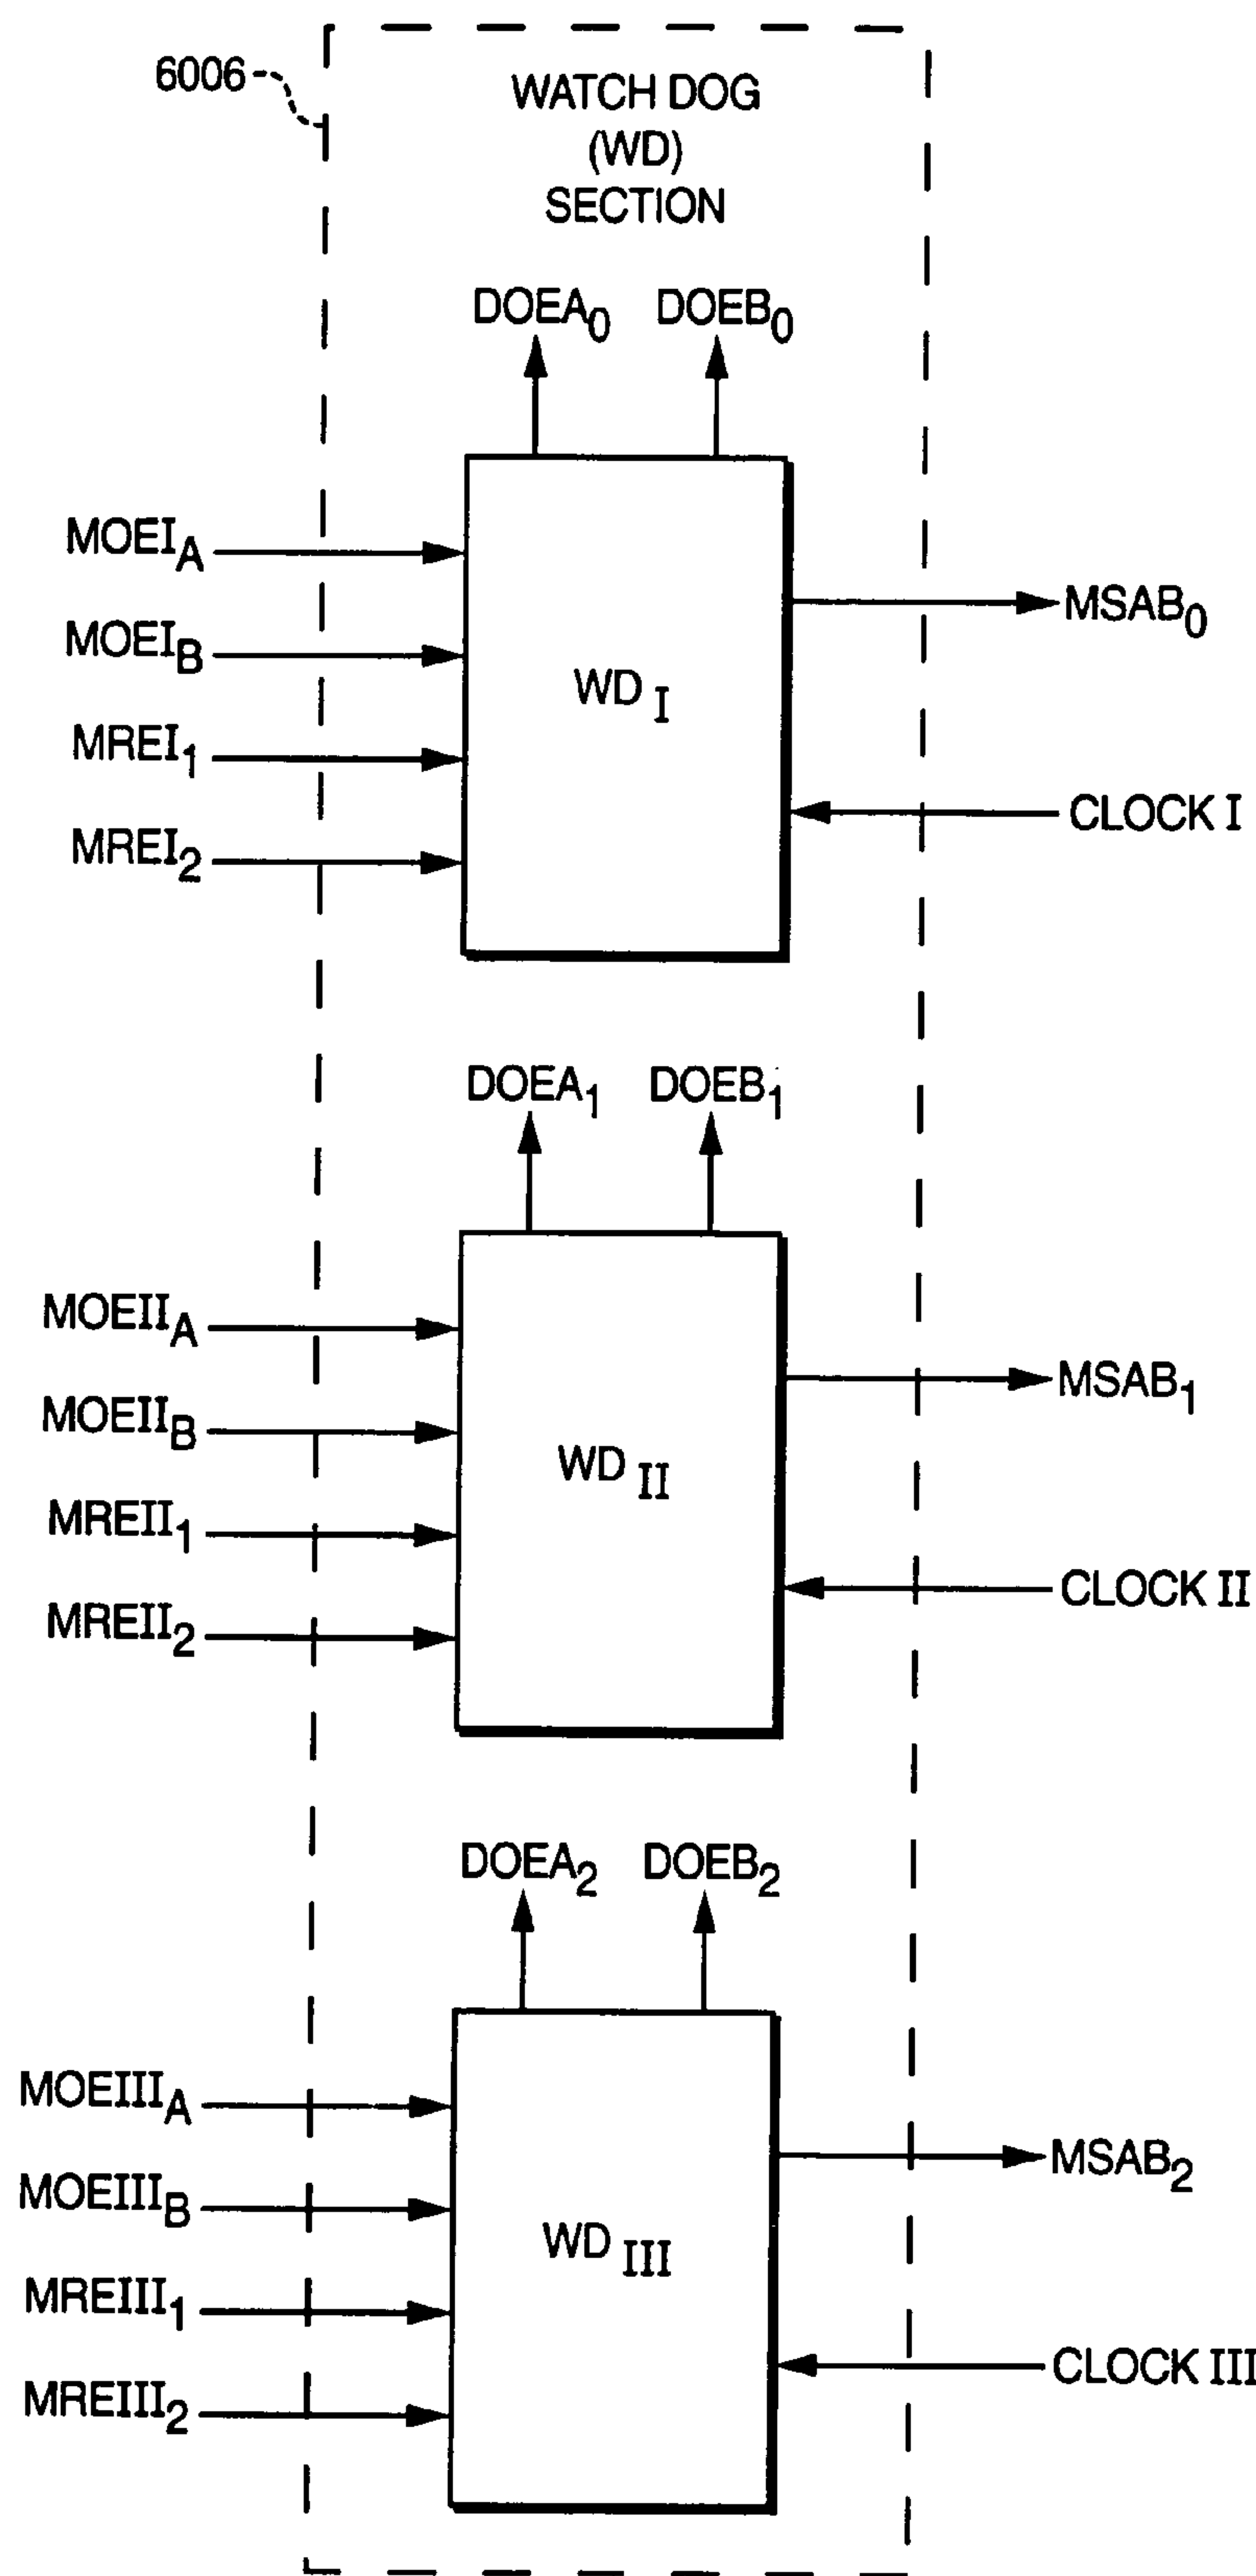 6006
WATCH DOG
(WD)
SECTION
DOEA0 DOEB0
MOEIA
MOEIB
MREI1
MREI2
WD I
MSAB0
CLOCK I
DOEA1 DOEB1
MOEIIA
MOEIIB
MREII1
MREII2
WD II
MSAB1
CLOCK II
DOEA2 DOEB2
MOEIIIA
MOEIIIB
MREIII1
MREIII2
WD III
MSAB2
CLOCK III